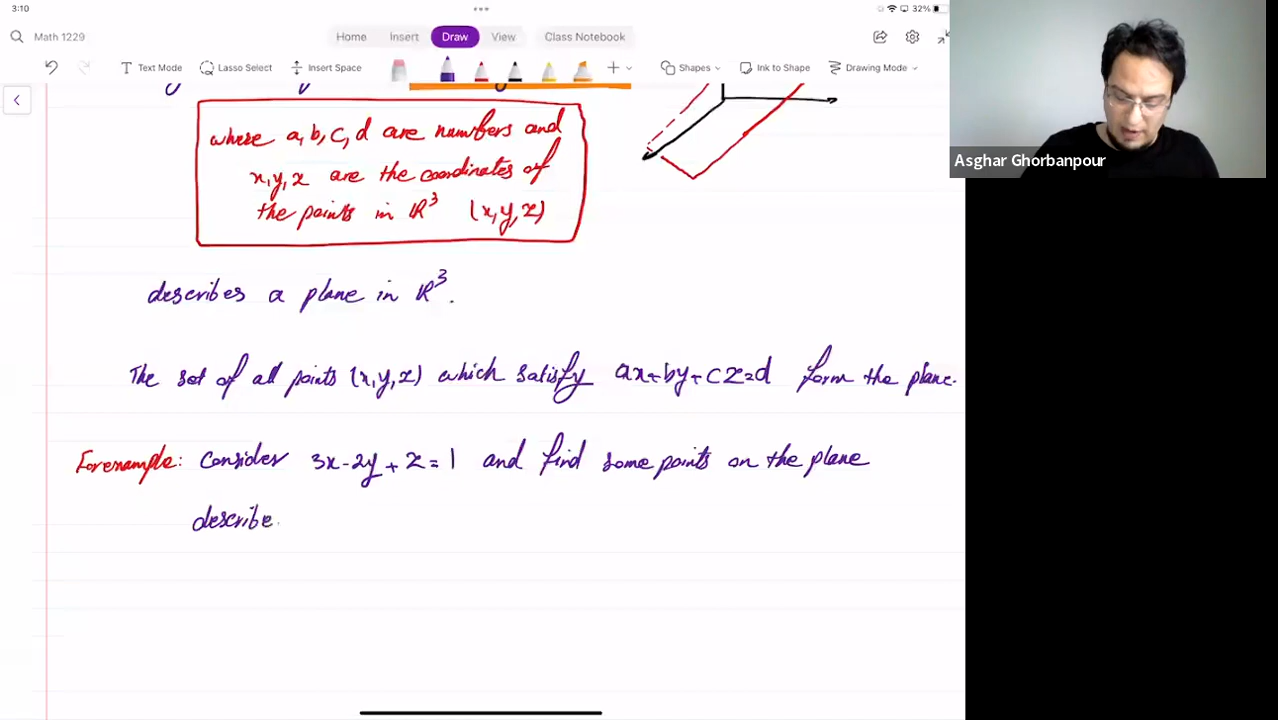 3:10
32%
Math 1229
Home Insert Draw View Class Notebook
Text Mode Lasso Select Insert Space Shapes Ink to Shape Drawing Mode
where a, b, c, d are numbers and
x, y, z are the coordinates of
the points in ℝ³ (x, y, z)
describes a plane in ℝ³.
The set of all points (x, y, z) which satisfy ax+by+cz=d form the plane.
For example: Consider 3x-2y+z=1 and find some points on the plane
describe
Asghar Ghorbanpour